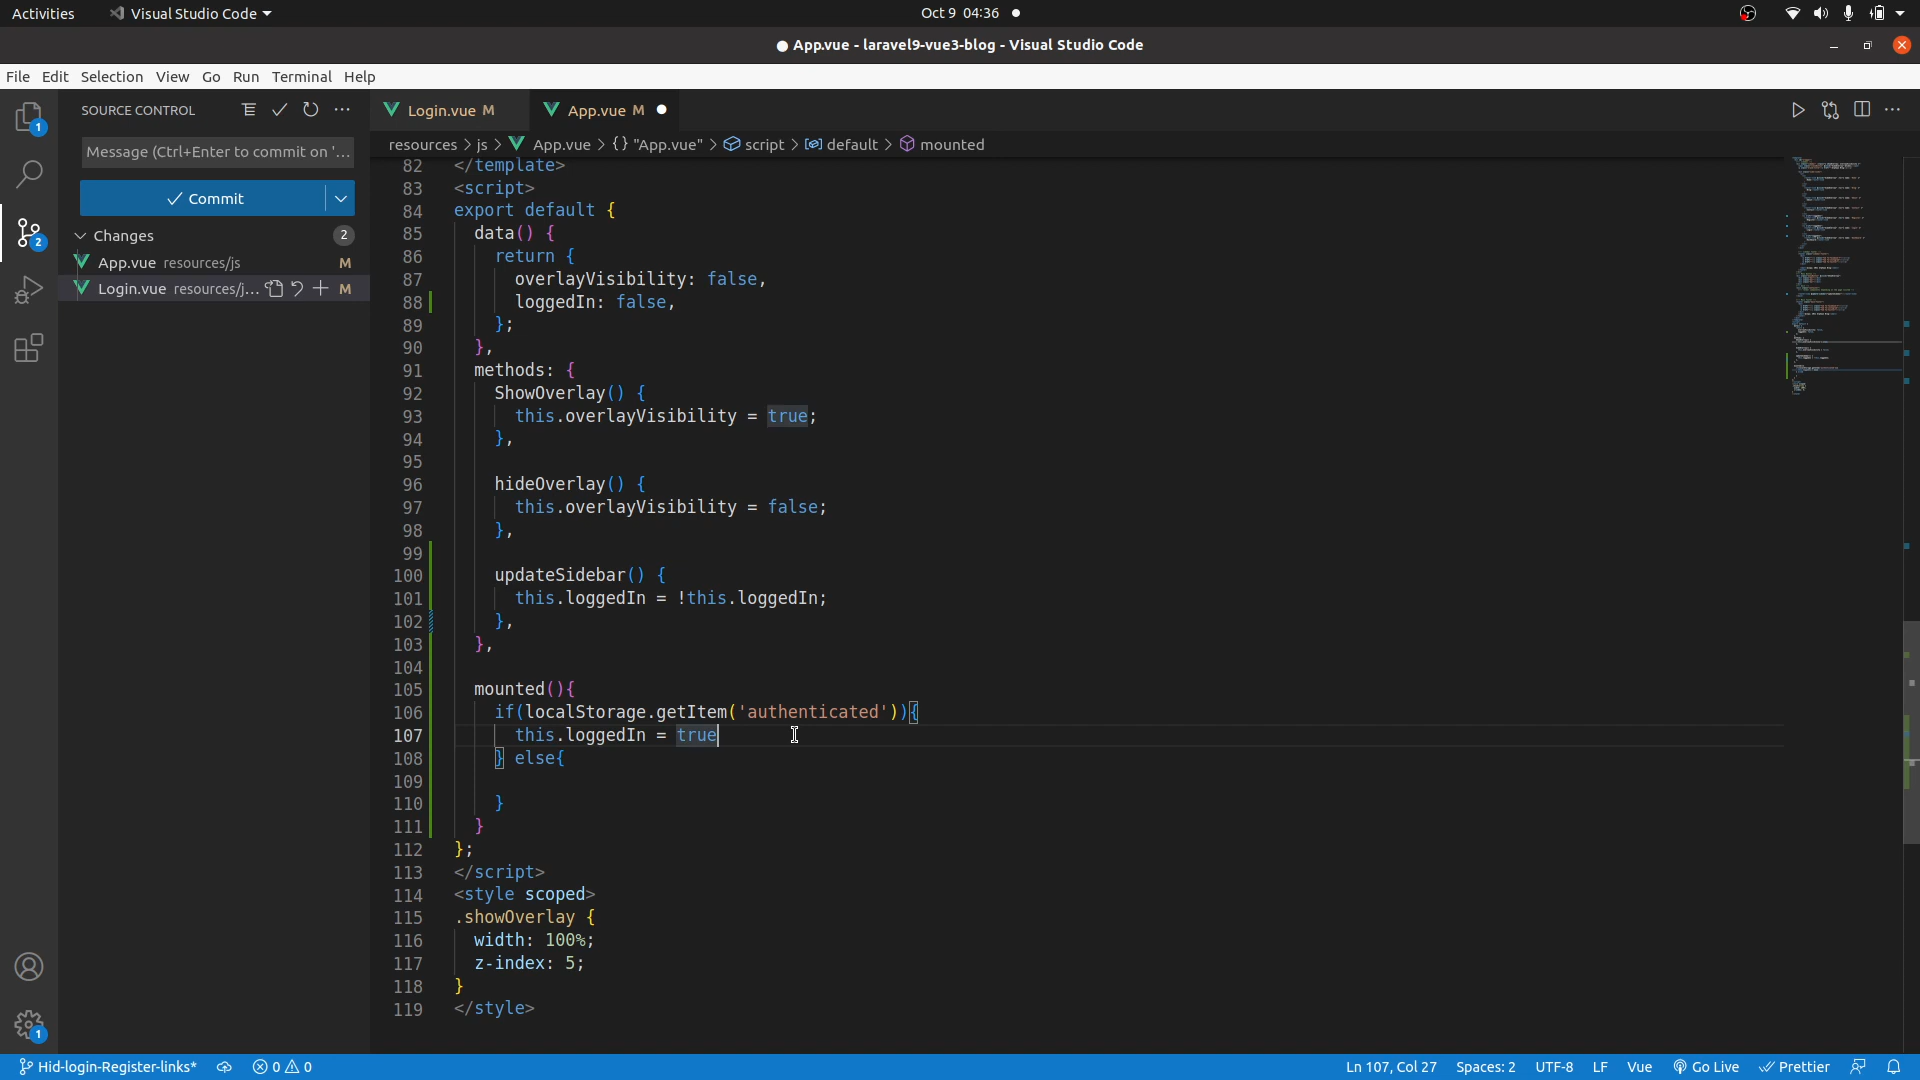 Activities
Visual Studio Code
Oct 9 04:36
● App.vue - laravel9-vue3-blog - Visual Studio Code
File Edit Selection View Go Run Terminal Help
SOURCE CONTROL
Login.vue M
App.vue M
1
Message (Ctrl+Enter to commit on '...
resources > js > App.vue > {} "App.vue" > script > default > mounted
Commit
2
Changes 2
App.vue resources/js M
Login.vue resources/j... M
82 </template>
83 <script>
84 export default {
85 data() {
86 return {
87 overlayVisibility: false,
88 loggedIn: false,
89 };
90 },
91 methods: {
92 ShowOverlay() {
93 this.overlayVisibility = true;
94 },
95
96 hideOverlay() {
97 this.overlayVisibility = false;
98 },
99
100 updateSidebar() {
101 this.loggedIn = !this.loggedIn;
102 },
103 },
104
105 mounted(){
106 if(localStorage.getItem('authenticated')){
107 this.loggedIn = true
108 } else{
109
110 }
111 }
112 };
113 </script>
114 <style scoped>
115 .showOverlay {
116 width: 100%;
117 z-index: 5;
118 }
119 </style>
1
Hid-login-Register-links* 0 0 Ln 107, Col 27 Spaces: 2 UTF-8 LF Vue Go Live Prettier